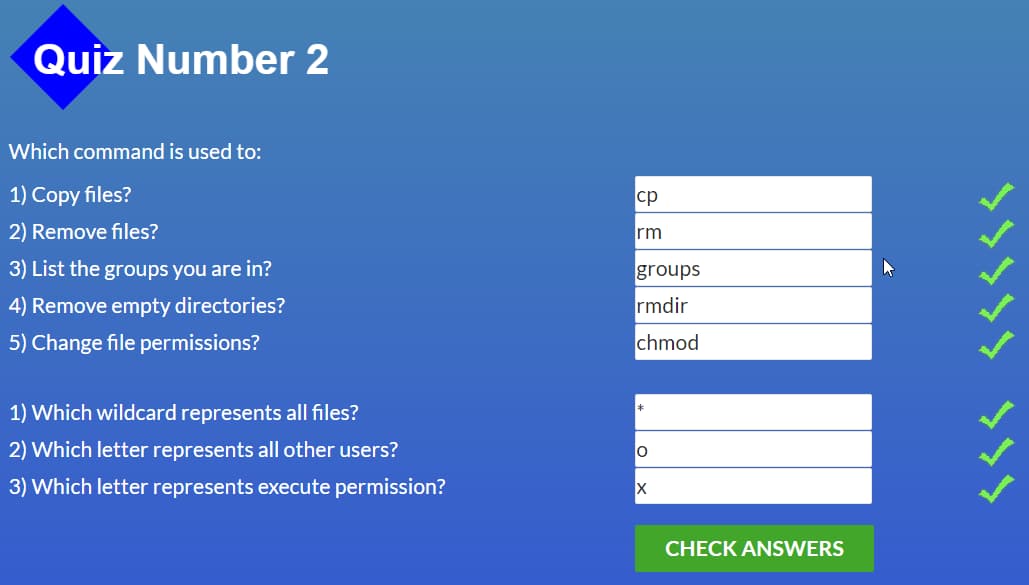 Quiz Number 2
Which command is used to:
1) Copy files? cp
2) Remove files? rm
3) List the groups you are in? groups
4) Remove empty directories? rmdir
5) Change file permissions? chmod
1) Which wildcard represents all files? *
2) Which letter represents all other users? o
3) Which letter represents execute permission? x
CHECK ANSWERS